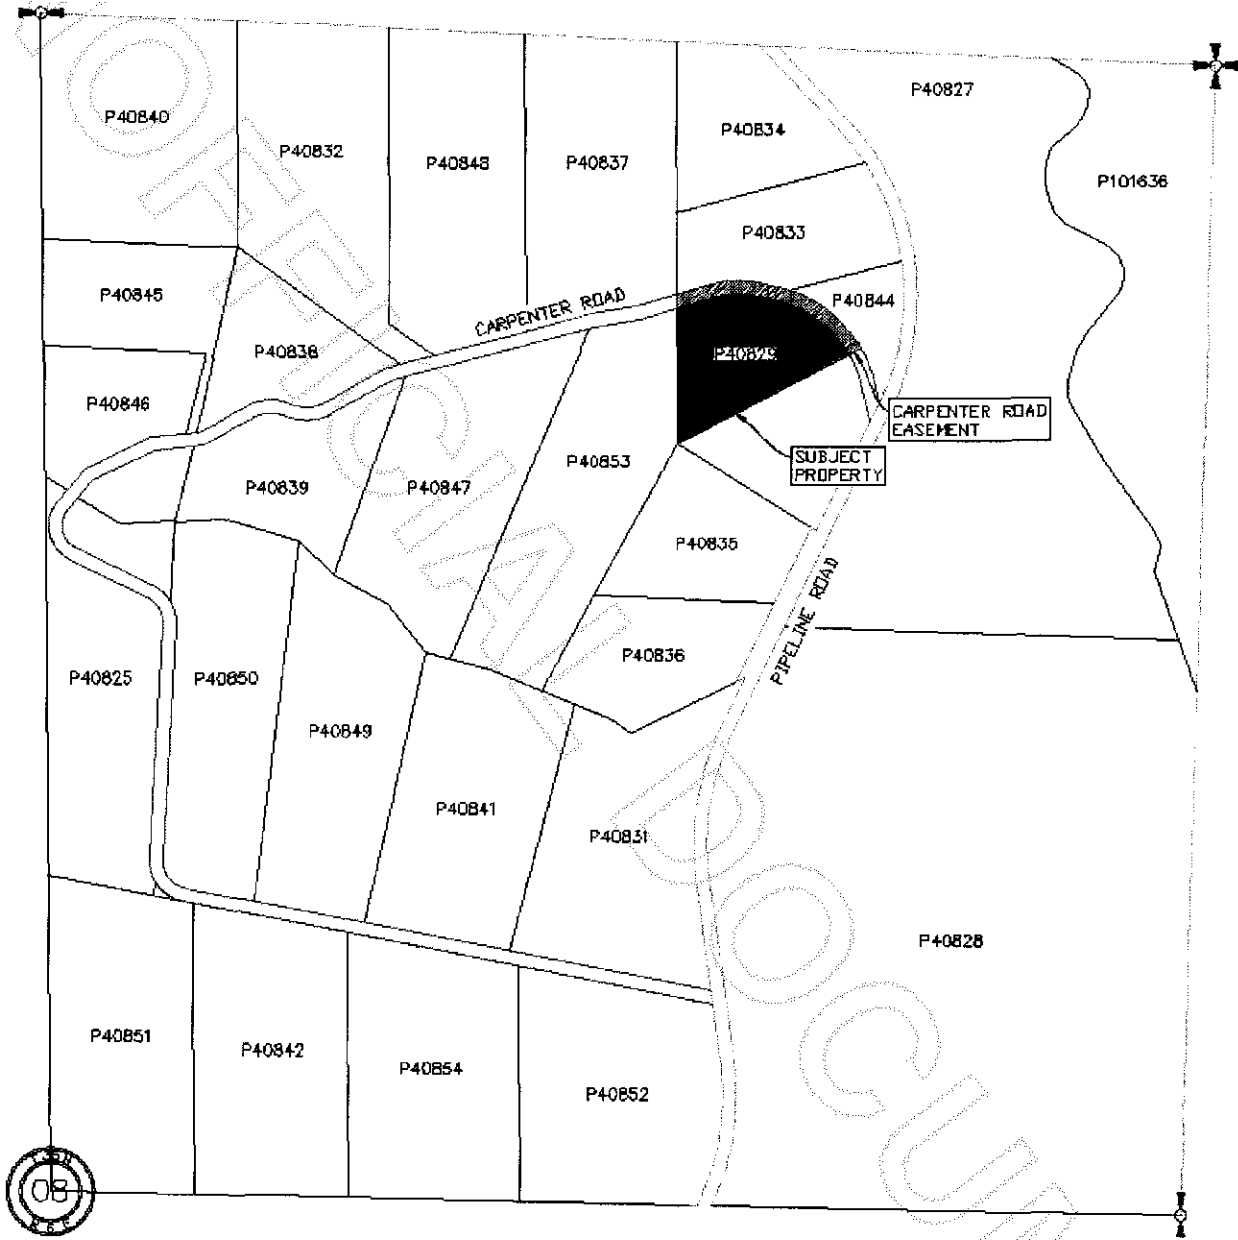 P40827
P40840
P40834
P40832
P40848
P40837
P101636
P40833
P40845
CARPENTER ROAD
P40844
P40838
P40829
P40846
CARPENTER ROAD
EASEMENT
SUBJECT
PROPERTY
P40853
P40839
P40847
P40835
PIPELINE ROAD
P40836
P40825
P40850
P40849
P40841
P40831
P40828
P40851
P40842
P40854
P40852
08
UNOFFICIAL DOCUM